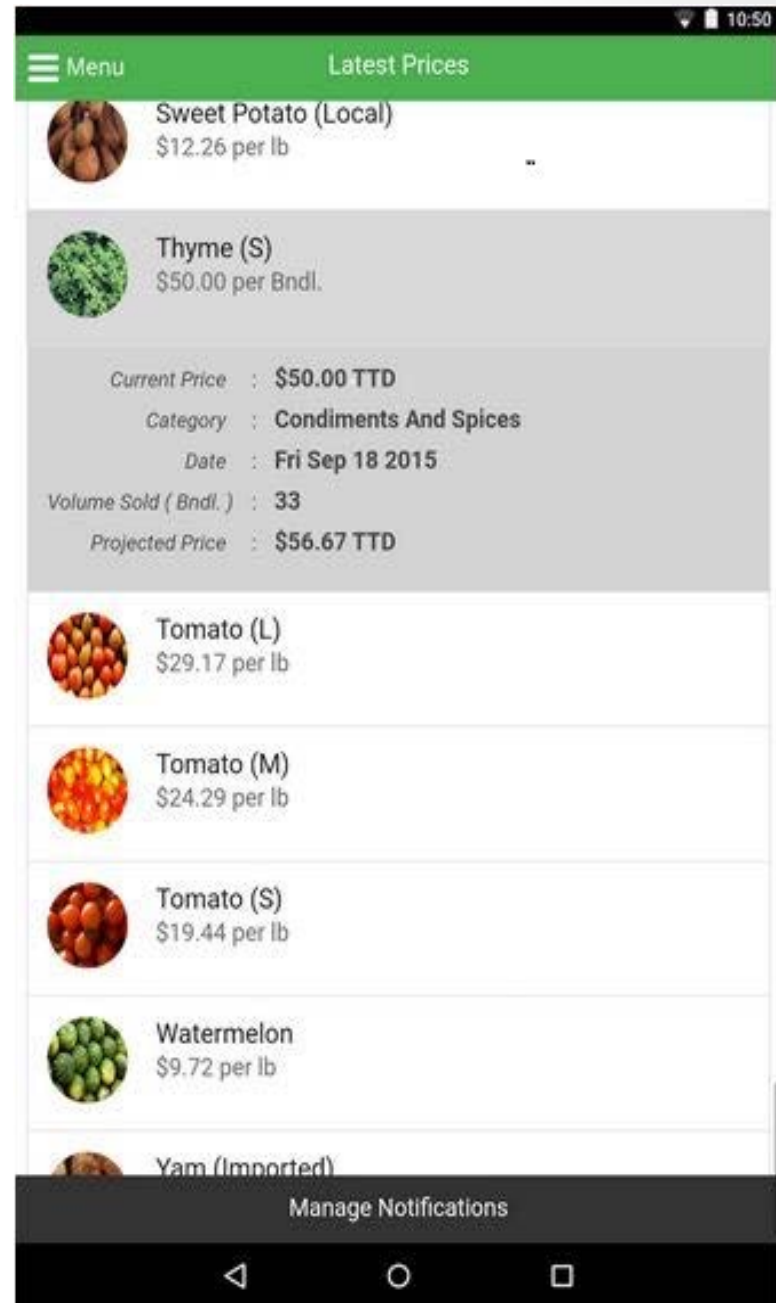 10:50
Menu
Latest Prices
Sweet Potato (Local)
$12.26 per lb
Thyme (S)
$50.00 per Bndl.
Current Price : $50.00 TTD
Category : Condiments And Spices
Date : Fri Sep 18 2015
Volume Sold ( Bndl. ) : 33
Projected Price : $56.67 TTD
Tomato (L)
$29.17 per lb
Tomato (M)
$24.29 per lb
Tomato (S)
$19.44 per lb
Watermelon
$9.72 per lb
Yam (Imported)
Manage Notifications